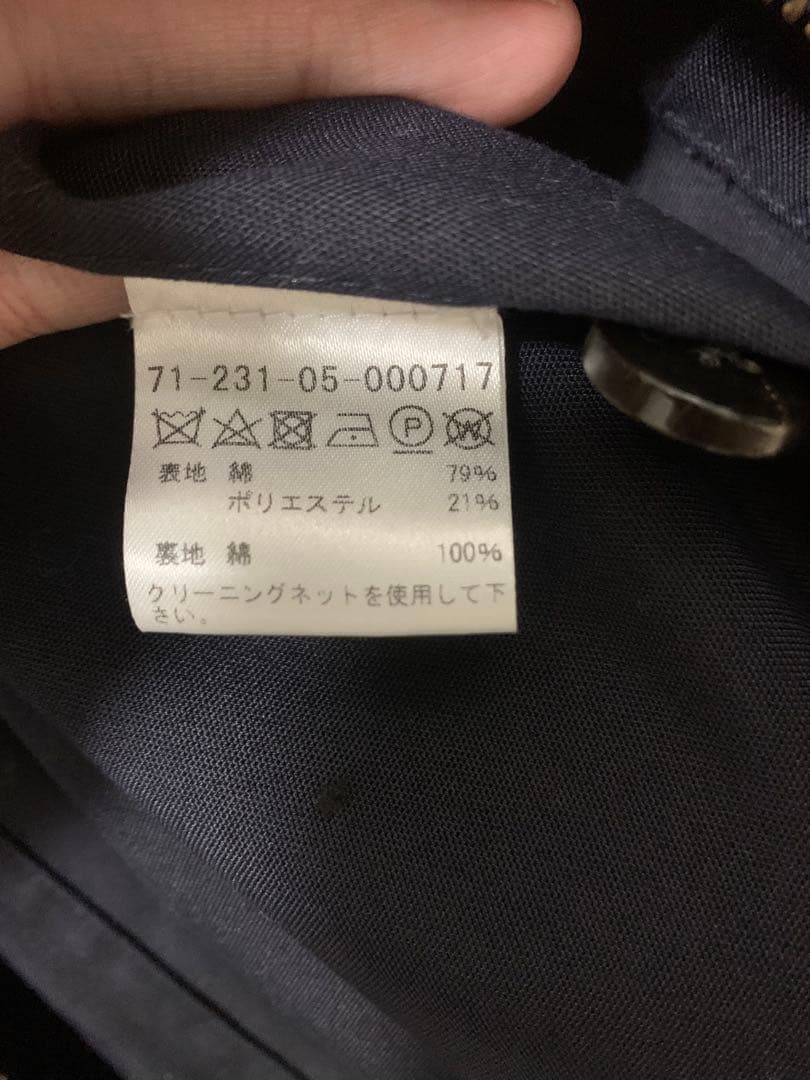 71-231-05-000717
P W
表地 綿 79%
ポリエステル 21%
裏地 綿 100%
クリーニングネットを使用して下
さい。